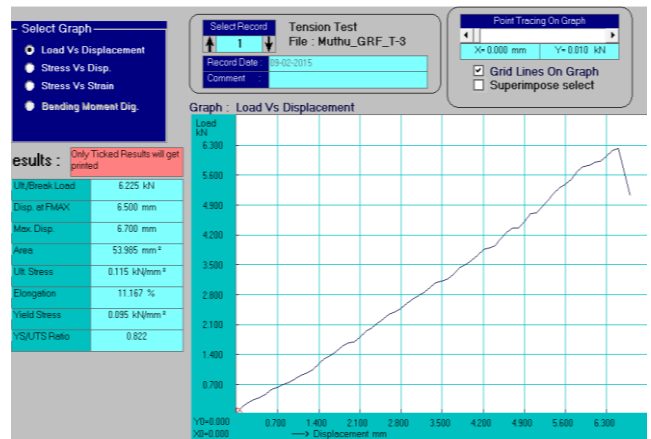 Select Graph
Load Vs Displacement
Stress Vs Disp.
Stress Vs Strain
Bending Moment Dig.
Select Record
1
Tension Test
File : Muthu_GRF_T-3
Record Date : 09-02-2015
Comment :
Point Tracing On Graph
X= 0.000 mm Y= 0.010 kN
Grid Lines On Graph
Superimpose select
Graph : Load Vs Displacement
esults : Only Ticked Results will get printed
Ult/Break Load 6.225 kN
Disp. at FMAX 6.500 mm
Max. Disp. 6.700 mm
Area 53.985 mm²
Ult. Stress 0.115 kN/mm²
Elongation 11.167 %
Yield Stress 0.095 kN/mm²
YS/UTS Ratio 0.822
Load
kN
6.300
5.600
4.900
4.200
3.500
2.800
2.100
1.400
0.700
Y0=0.000
X0=0.000
0.700 1.400 2.100 2.800 3.500 4.200 4.900 5.600 6.300
Displacement mm